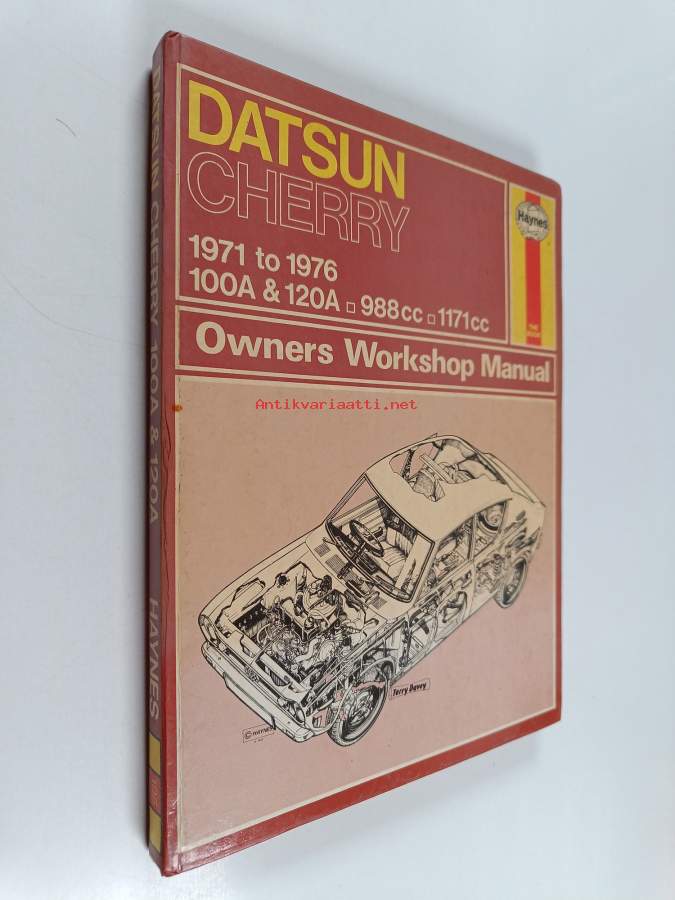 DATSUN
CHERRY
1971 to 1976
100A & 120A □ 988cc □ 1171cc
Haynes
Owners Workshop Manual
Antikvariaatti.net
© HAYNES
Terry Davey
DATSUN CHERRY 100A & 120A HAYNES